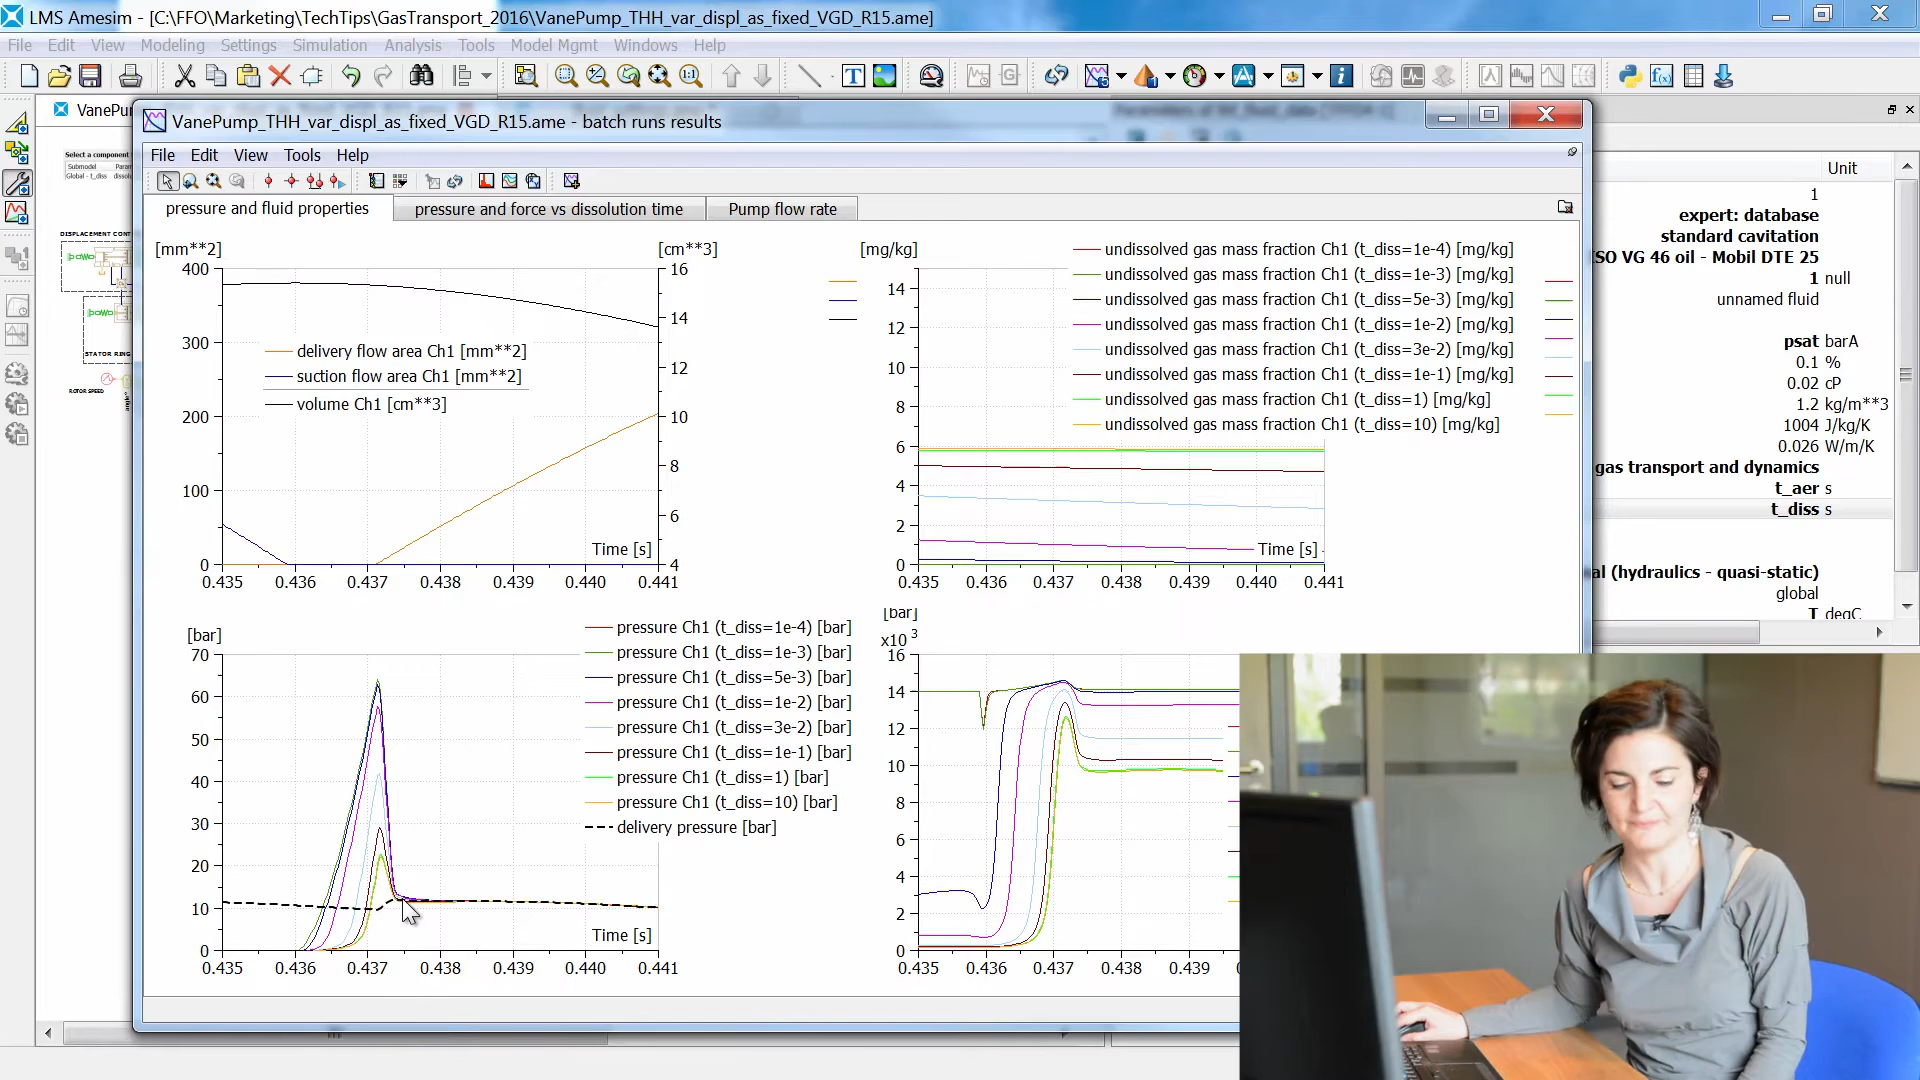 LMS Amesim - [C:\FFO\Marketing\TechTips\GasTransport_2016\VanePump_THH_var_displ_as_fixed_VGD_R15.ame]
File Edit View Modeling Settings Simulation Analysis Tools Model Mgmt Windows Help
VanePu
VanePump_THH_var_displ_as_fixed_VGD_R15.ame - batch runs results
File Edit View Tools Help
pressure and fluid properties
pressure and force vs dissolution time
Pump flow rate
Select a component
Submodel Para
Global - t_diss dissolu
DISPLACEMENT CONT
STATOR RING
ROTOR SPEED
[mm**2]
[cm**3]
400
300
200
100
0
16
14
12
10
8
6
4
delivery flow area Ch1 [mm**2]
suction flow area Ch1 [mm**2]
volume Ch1 [cm**3]
Time [s]
0.435 0.436 0.437 0.438 0.439 0.440 0.441
[mg/kg]
14
12
10
8
6
4
2
0
undissolved gas mass fraction Ch1 (t_diss=1e-4) [mg/kg]
undissolved gas mass fraction Ch1 (t_diss=1e-3) [mg/kg]
undissolved gas mass fraction Ch1 (t_diss=5e-3) [mg/kg]
undissolved gas mass fraction Ch1 (t_diss=1e-2) [mg/kg]
undissolved gas mass fraction Ch1 (t_diss=3e-2) [mg/kg]
undissolved gas mass fraction Ch1 (t_diss=1e-1) [mg/kg]
undissolved gas mass fraction Ch1 (t_diss=1) [mg/kg]
undissolved gas mass fraction Ch1 (t_diss=10) [mg/kg]
Time [s]
0.435 0.436 0.437 0.438 0.439 0.440 0.441
[bar]
70
60
50
40
30
20
10
0
pressure Ch1 (t_diss=1e-4) [bar]
pressure Ch1 (t_diss=1e-3) [bar]
pressure Ch1 (t_diss=5e-3) [bar]
pressure Ch1 (t_diss=1e-2) [bar]
pressure Ch1 (t_diss=3e-2) [bar]
pressure Ch1 (t_diss=1e-1) [bar]
pressure Ch1 (t_diss=1) [bar]
pressure Ch1 (t_diss=10) [bar]
delivery pressure [bar]
Time [s]
0.435 0.436 0.437 0.438 0.439 0.440 0.441
[bar]
x10 3
16
14
12
10
8
6
4
2
0
0.435 0.436 0.437 0.438 0.439
Unit
1
expert: database
standard cavitation
ISO VG 46 oil - Mobil DTE 25
1 null
unnamed fluid
psat barA
0.1 %
0.02 cP
1.2 kg/m**3
1004 J/kg/K
0.026 W/m/K
gas transport and dynamics
t_aer s
t_diss s
al (hydraulics - quasi-static)
global
T degC